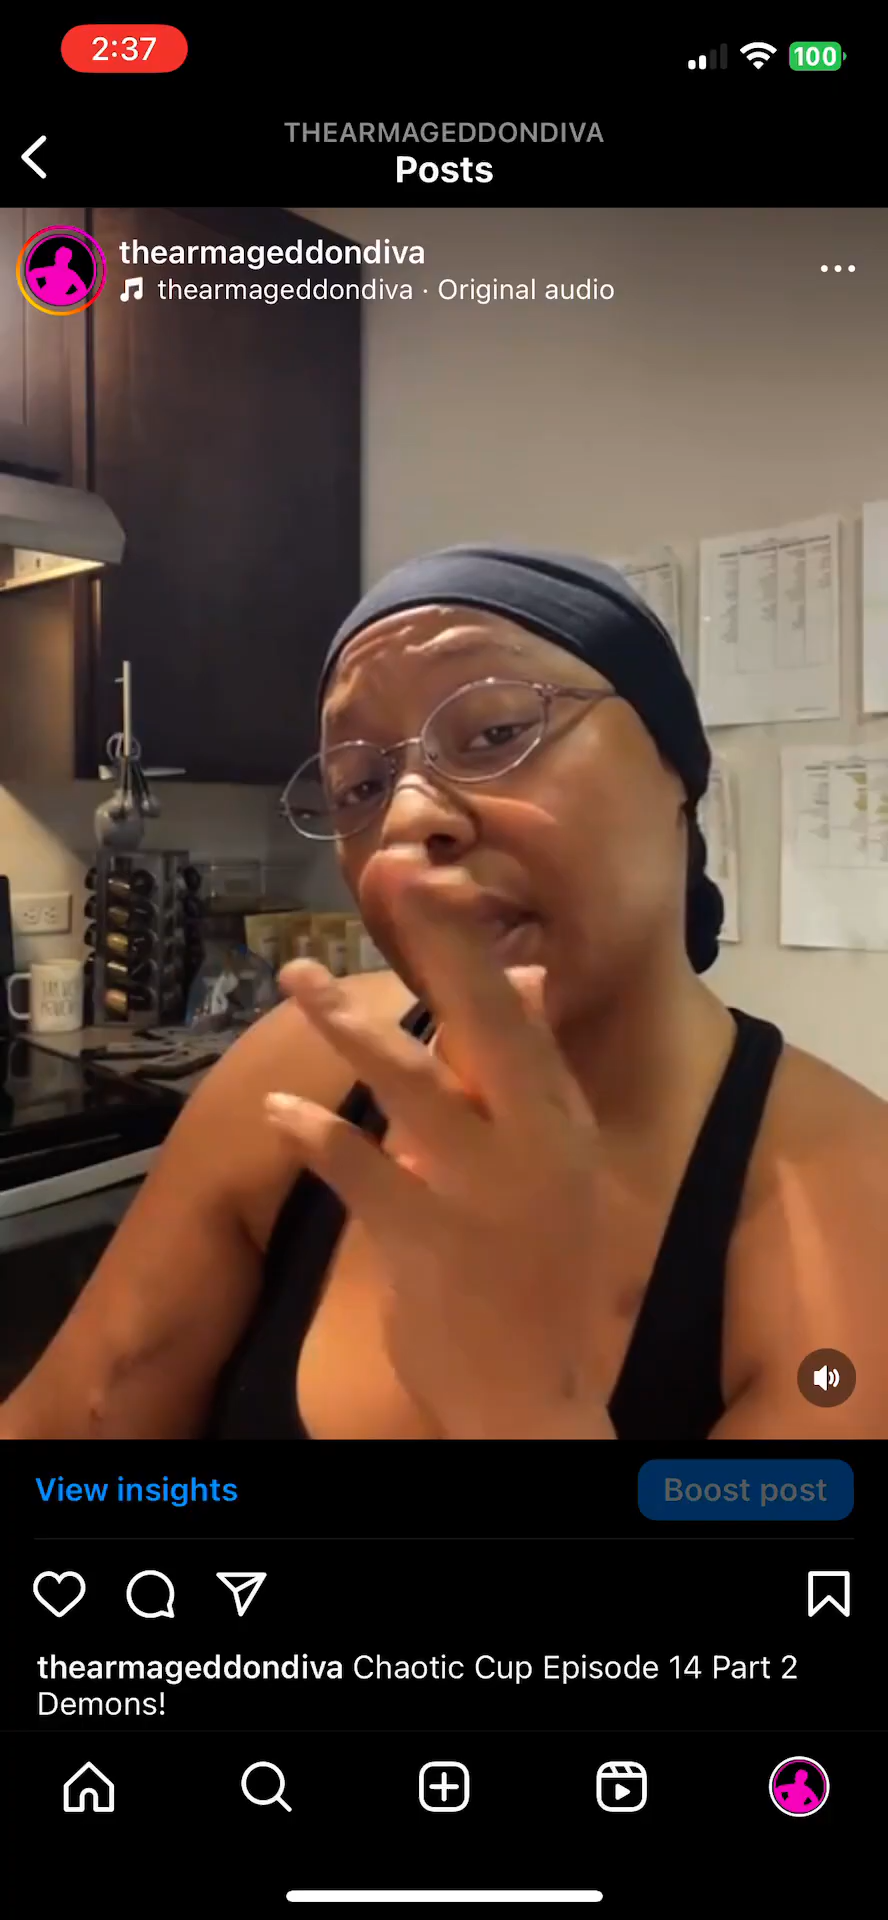 2:37
100
THEARMAGEDDONDIVA
Posts
thearmageddondiva
thearmageddondiva · Original audio
View insights
Boost post
thearmageddondiva Chaotic Cup Episode 14 Part 2
Demons!